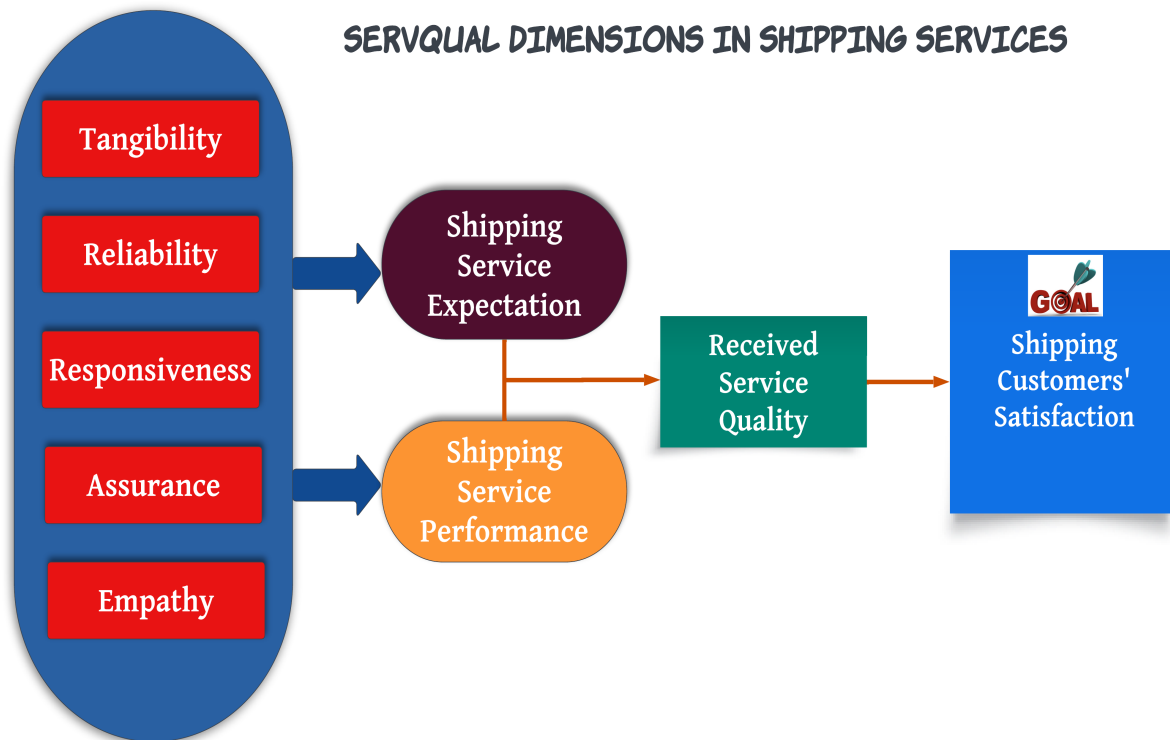 SERVQUAL DIMENSIONS IN SHIPPING SERVICES
Tangibility
Reliability
Responsiveness
Assurance
Empathy
Shipping
Service
Expectation
Shipping
Service
Performance
Received
Service
Quality
GOAL
Shipping
Customers'
Satisfaction